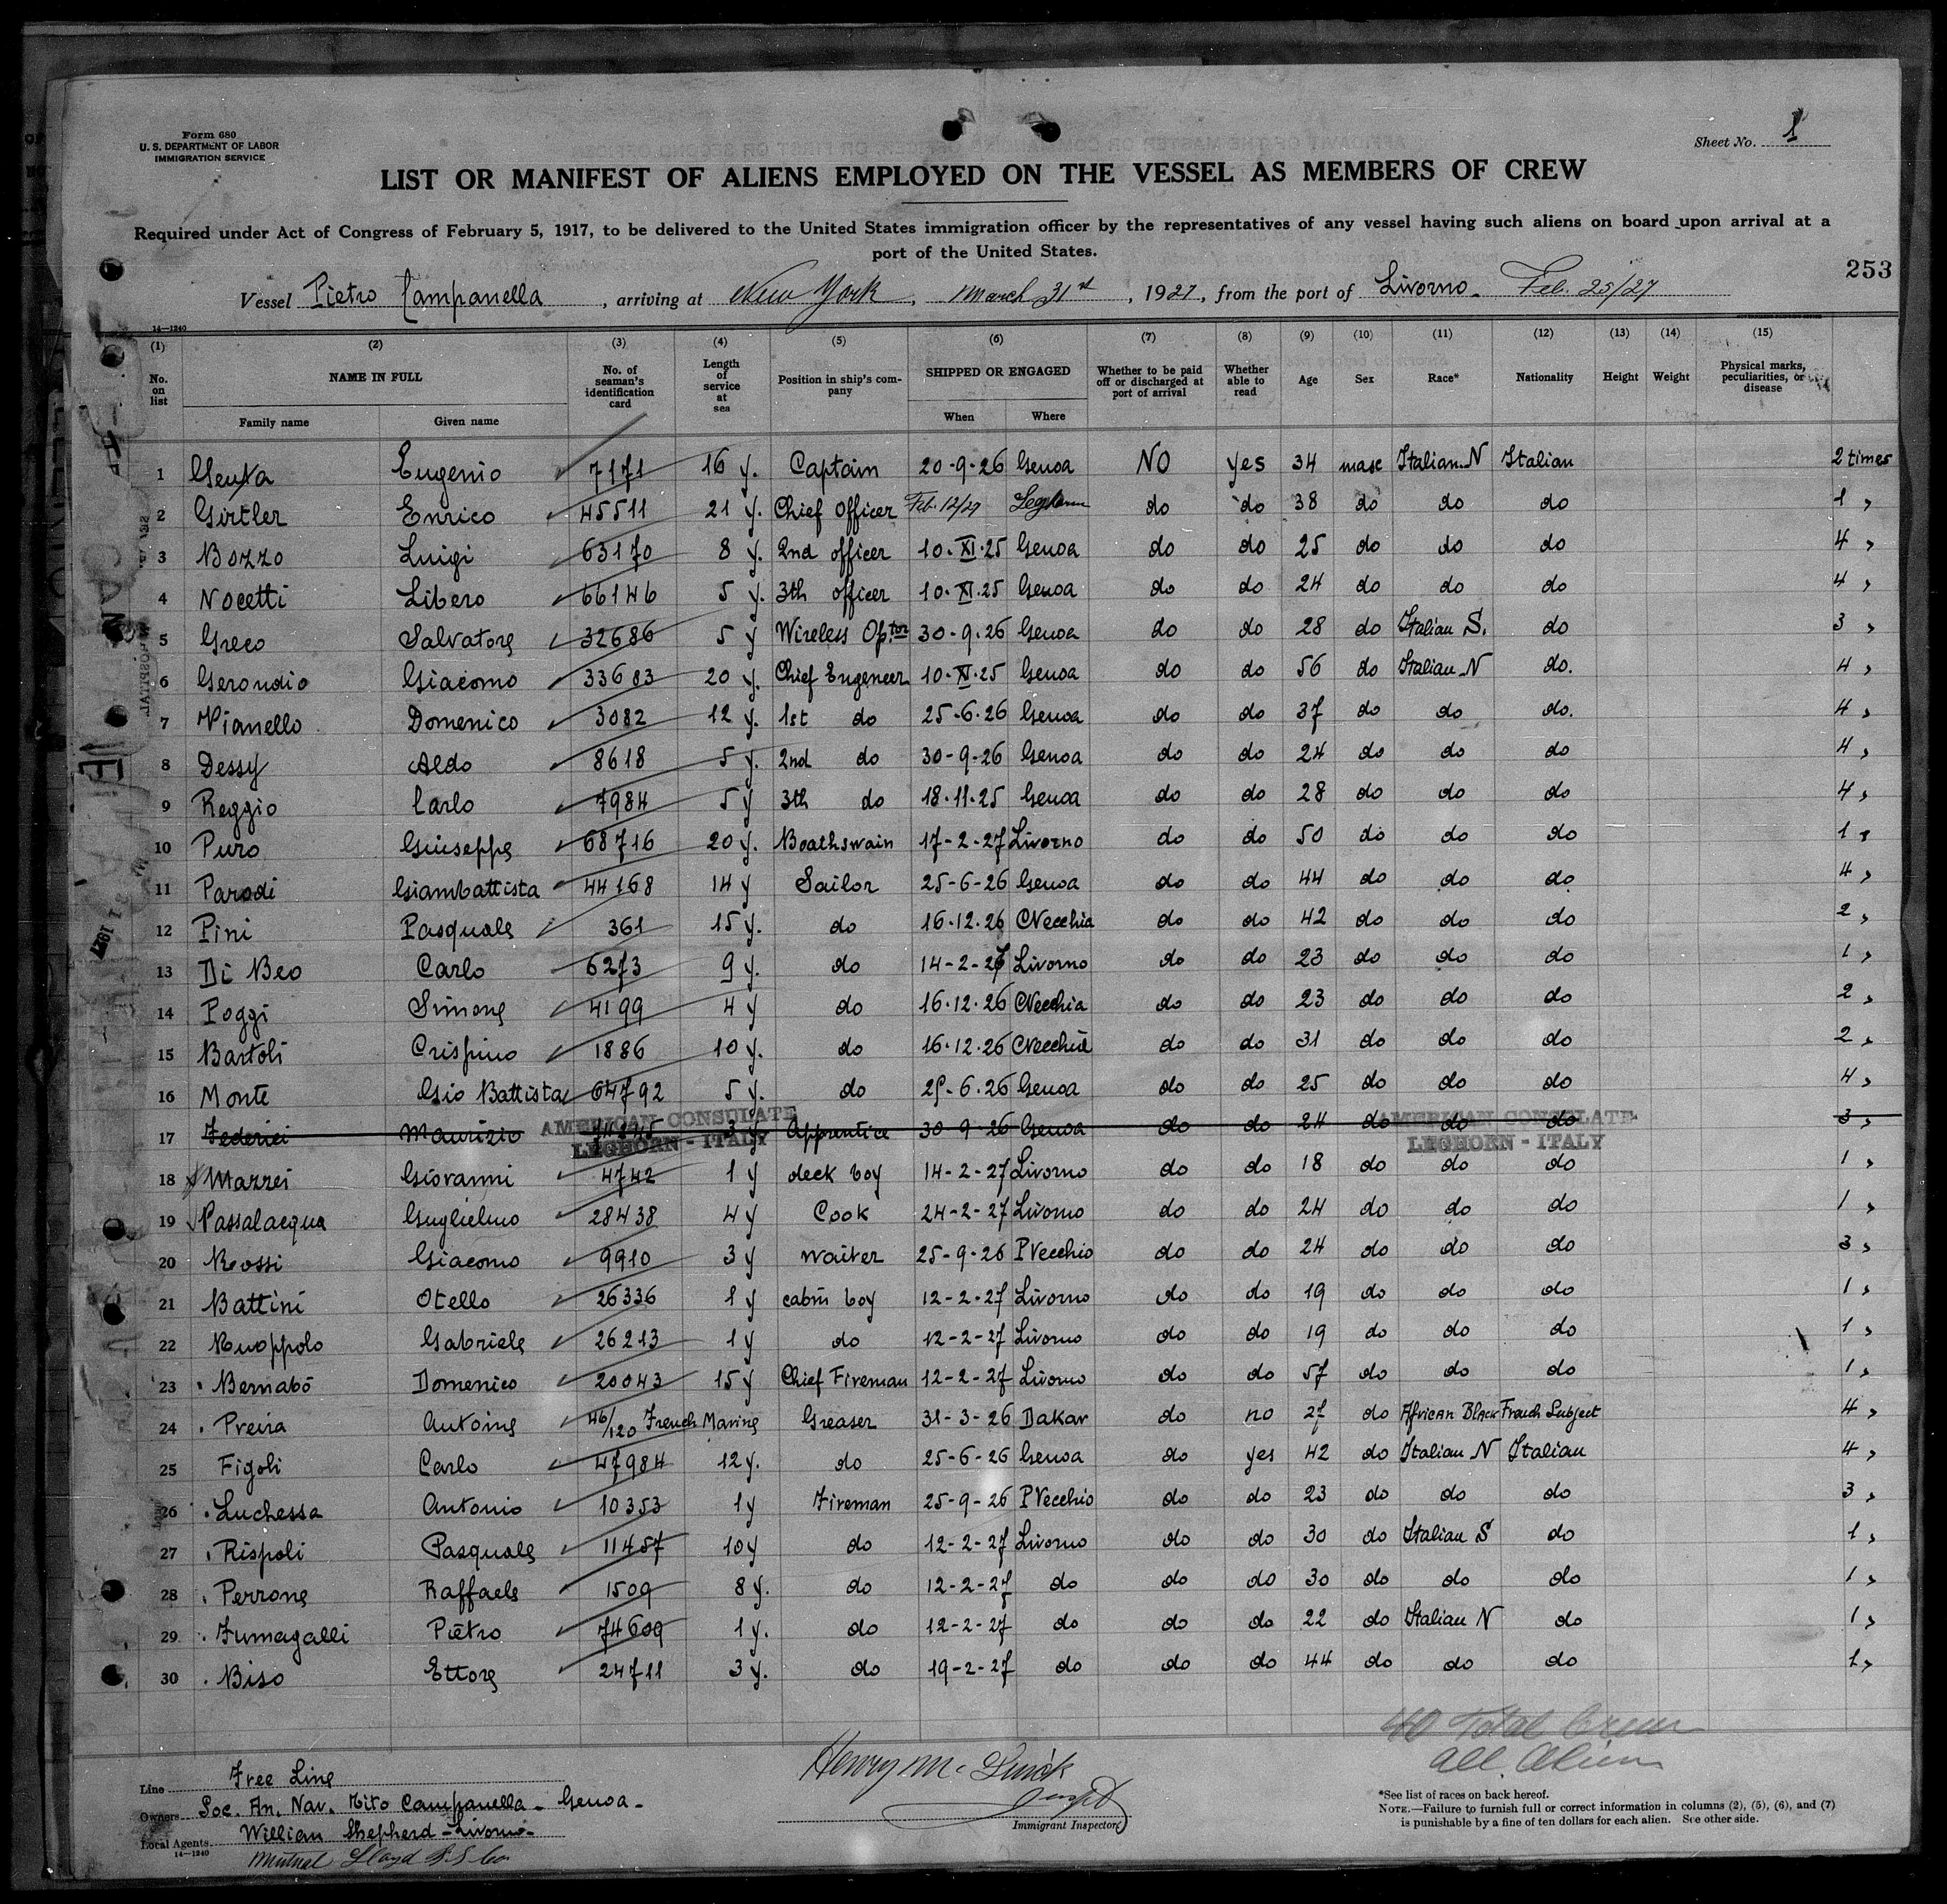 Form 680
U. S. DEPARTMENT OF LABOR
IMMIGRATION SERVICE
Sheet No. 1
LIST OR MANIFEST OF ALIENS EMPLOYED ON THE VESSEL AS MEMBERS OF CREW
Required under Act of Congress of February 5, 1917, to be delivered to the United States immigration officer by the representatives of any vessel having such aliens on board upon arrival at a
port of the United States.
253
Vessel Pietro Campanella, arriving at New York, March 31st, 1927, from the port of Livorno. Feb. 25/27
14—1240
(1) (2) (3) (4) (5) (6) (7) (8) (9) (10) (11) (12) (13) (14) (15)
No. on list NAME IN FULL No. of seaman's identification card Length of service at sea Position in ship's company SHIPPED OR ENGAGED Whether to be paid off or discharged at port of arrival Whether able to read Age Sex Race* Nationality Height Weight Physical marks, peculiarities, or disease
Family name Given name When Where
1 Eugenio 7171 16 y. Captain 20-9-26 Genoa NO yes 34 masc Italian N Italian 2 times
2 Girtler Enrico 45511 21 y. Chief Officer Feb. 12/27 Leghorn do do 38 do do do 1 "
3 Bozzo Luigi 63170 8 y. 2nd officer 10.XI.25 Genoa do do 25 do do do 4 "
4 Nocetti Libero 66146 5 y. 3th officer 10.XI.25 Genoa do do 24 do do do 4 "
5 Greco Salvatore 32686 5 y Wireless Op.tor 30-9-26 Genoa do do 28 do Italian S. do 3 "
6 Gerondio Giacomo 33683 20 y. Chief Engeneer 10.XI.25 Genoa do do 56 do Italian N do. 4 "
7 Vianello Domenico 3082 12 y. 1st do 25-6-26 Genoa do do 37 do do do. 4 "
8 Dessy Aldo 8618 5 y. 2nd do 30-9-26 Genoa do do 24 do do do 4 "
9 Reggio Carlo 7984 5 y 3th do 18.11.25 Genoa do do 28 do do do 4 "
10 Puro Giuseppe 68716 20 y. Boathswain 17-2-27 Livorno do do 50 do do do 1 "
11 Parodi Giambattista 44168 14 y Sailor 25-6-26 Genoa do do 44 do do do 4 "
12 Pini Pasquale 361 15 y. do 16.12.26 CVecchia do do 42 do do do 2 "
13 Di Beo Carlo 6273 9 y. do 14-2-27 Livorno do do 23 do do do 1 "
14 Poggi Simone 4199 4 y do 16.12.26 CVecchia do do 23 do do do 2 "
15 Bartoli Crispino 1886 10 y. do 16.12.26 CVecchia do do 31 do do do 2 "
16 Monte Gio Battista 64792 5 y. do 25.6.26 Genoa do do 25 do do do 4 "
AMERICAN CONSULATE AMERICAN CONSULATE
17 Federici Maurizio 3 y Apprentice 30-9-26 Genoa do do 24 do do do 3 "
LEGHORN - ITALY LEGHORN - ITALY
18 Mazzei Giovanni 4742 1 y deck boy 14-2-27 Livorno do do 18 do do do 1 "
19 Passalacqua Guglielmo 28438 4 y Cook 24-2-27 Livorno do do 24 do do do 1 "
20 Rossi Giacomo 9910 3 y waiter 25-9-26 PVecchio do do 24 do do do 3 "
21 Battini Otello 26336 1 y cabin boy 12-2-27 Livorno do do 19 do do do 1 "
22 Ruoppolo Gabriele 26213 1 y do 12-2-27 Livorno do do 19 do do do 1 "
23 Bernabò Domenico 20043 15 y Chief Fireman 12-2-27 Livorno do do 57 do do do 1 "
24 Preira Antoine 46/120 French Marine Greaser 31-3-26 Dakar do no 27 do African Black French Subject 4 "
25 Figoli Carlo 47984 12 y. do 25-6-26 Genoa do yes 42 do Italian N Italian 4 "
26 Luchessa Antonio 10353 1 y Fireman 25-9-26 PVecchio do do 23 do do do 3 "
27 Rispoli Pasquale 11457 10 y do 12-2-27 Livorno do do 30 do Italian S do 1 "
28 Perrone Raffaele 1509 8 y. do 12-2-27 do do do 30 do do do 1 "
29 Fumagalli Pietro 74609 1 y. do 12-2-27 do do do 22 do Italian N do 1 "
30 Biso Ettore 24711 3 y. do 19-2-27 do do do 44 do do do 1 "
40 Total Crew
all Alien
Line Free Line
Owners Soc. An. Nav. Tito Campanella - Genoa -
Local Agents William Shepherd - Livorno -
14—1240
Mutual Lloyd S.S. Co
Henry Mc
Immigrant Inspector
*See list of races on back hereof.
NOTE.—Failure to furnish full or correct information in columns (2), (5), (6), and (7)
is punishable by a fine of ten dollars for each alien. See other side.